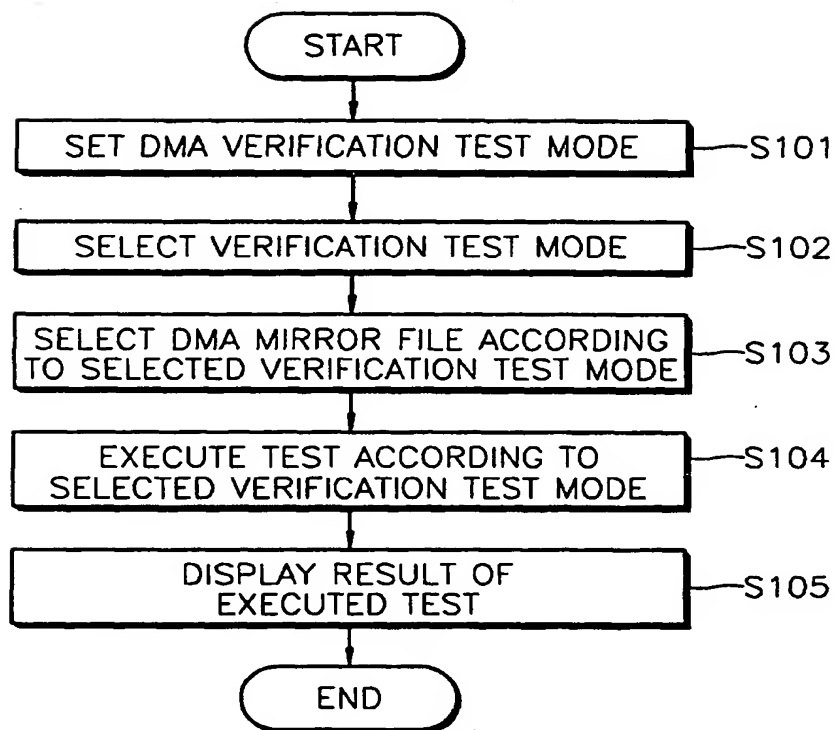 START
SET DMA VERIFICATION TEST MODE S101
SELECT VERIFICATION TEST MODE S102
SELECT DMA MIRROR FILE ACCORDING
TO SELECTED VERIFICATION TEST MODE S103
EXECUTE TEST ACCORDING TO
SELECTED VERIFICATION TEST MODE S104
DISPLAY RESULT OF
EXECUTED TEST S105
END